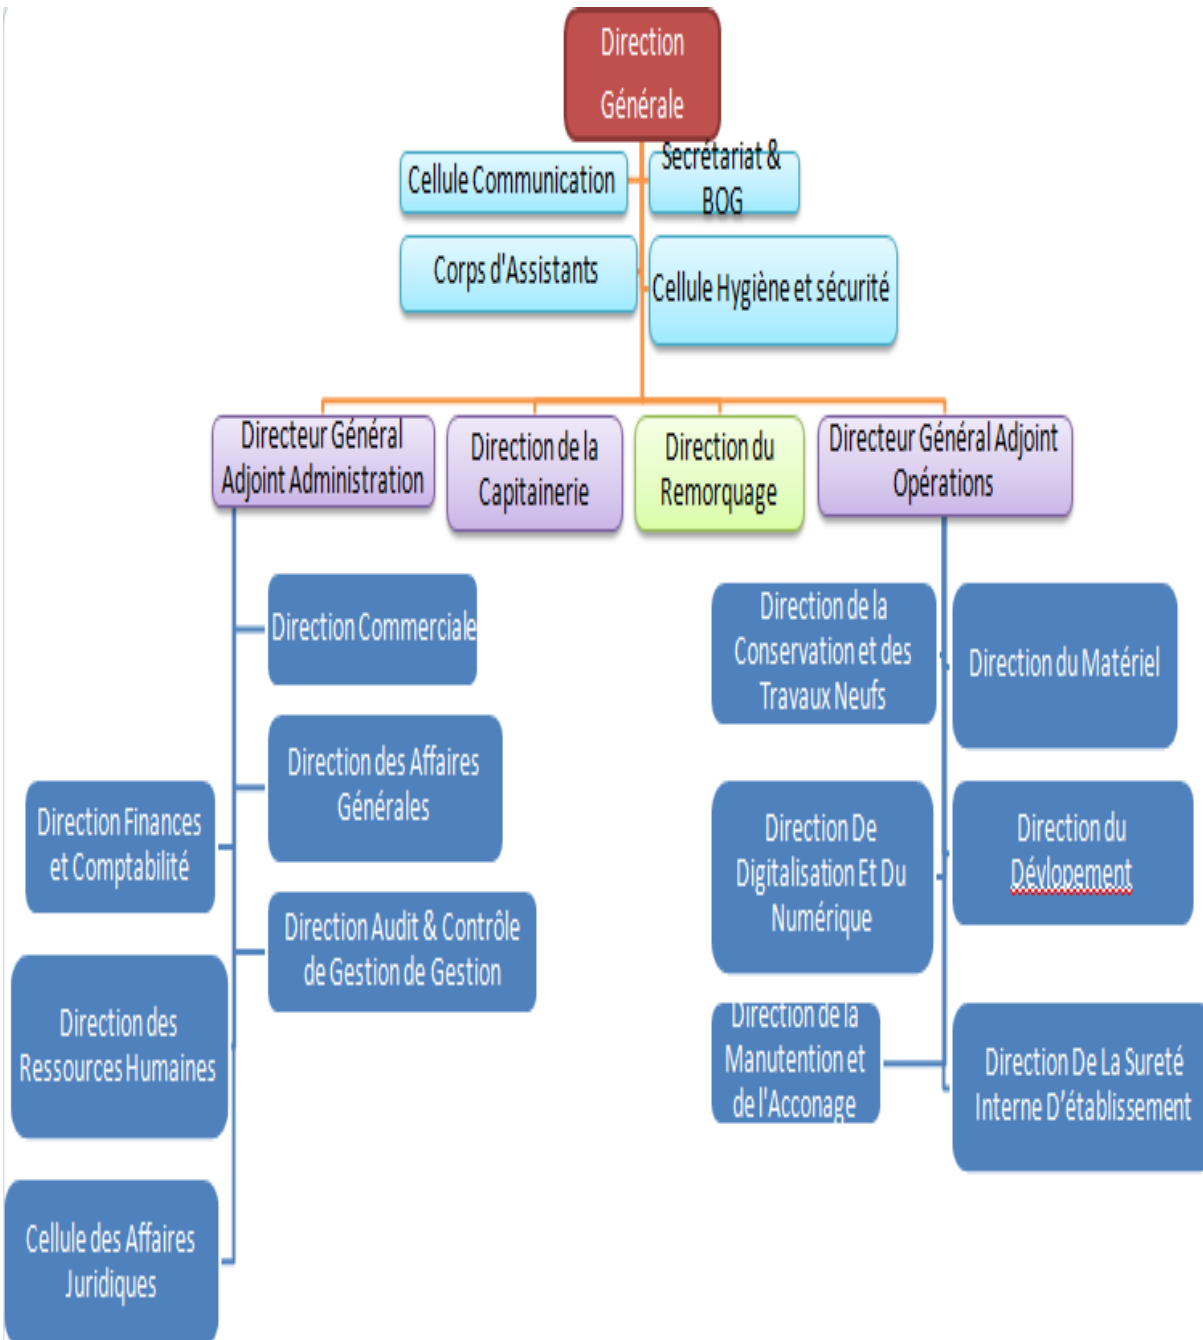 Direction
Générale
Cellule Communication
Secrétariat &
BOG
Corps d'Assistants
Cellule Hygiène et sécurité
Directeur Général
Adjoint Administration
Direction de la
Capitainerie
Direction du
Remorquage
Directeur Général Adjoint
Opérations
Direction Commerciale
Direction des Affaires
Générales
Direction Finances
et Comptabilité
Direction Audit & Contrôle
de Gestion de Gestion
Direction des
Ressources Humaines
Cellule des Affaires
Juridiques
Direction de la
Conservation et des
Travaux Neufs
Direction du Matériel
Direction De
Digitalisation Et Du
Numérique
Direction du
Dévlopement
Direction de la
Manutention et
de l'Acconage
Direction De La Sureté
Interne D’établissement